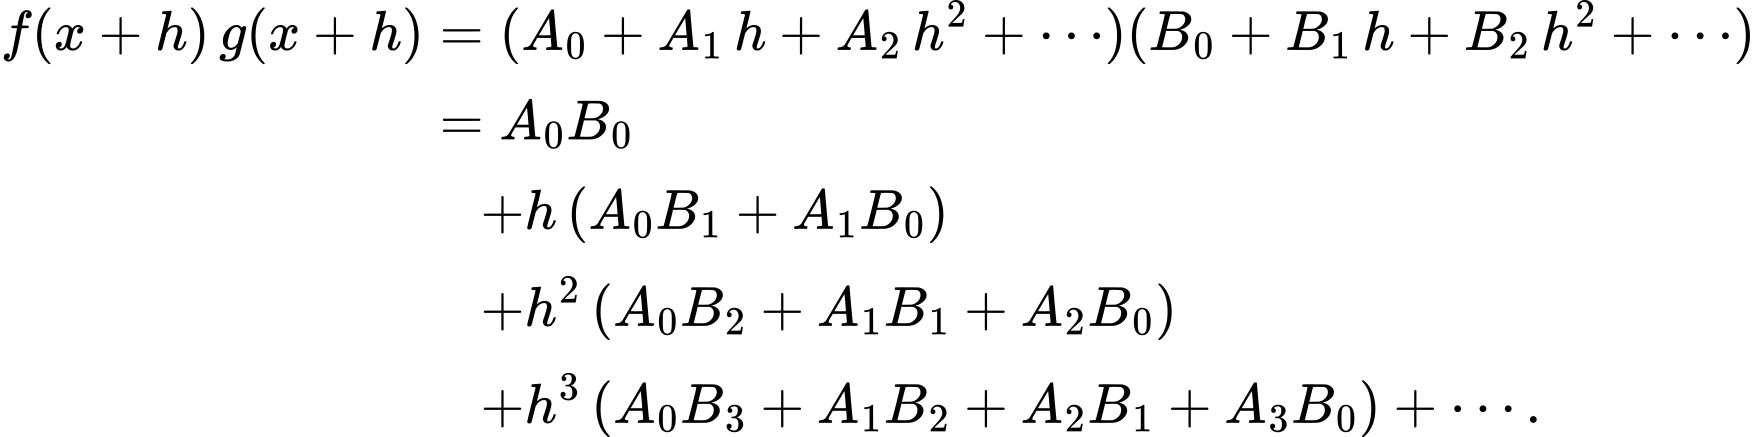 f(x + h) g(x + h) = (A₀ + A₁ h + A₂ h² + ···)(B₀ + B₁ h + B₂ h² + ···)
= A₀B₀
+h (A₀B₁ + A₁B₀)
+h² (A₀B₂ + A₁B₁ + A₂B₀)
+h³ (A₀B₃ + A₁B₂ + A₂B₁ + A₃B₀) + ··· .